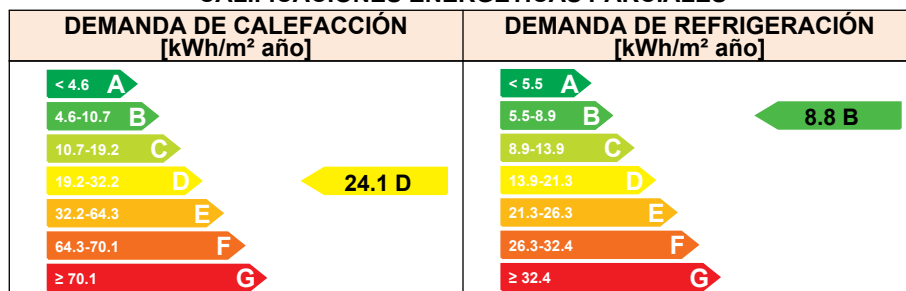 CALIFICACIONES ENERGÉTICAS PARCIALES
DEMANDA DE CALEFACCIÓN
[kWh/m² año]
< 4.6 A
4.6-10.7 B
10.7-19.2 C
19.2-32.2 D
32.2-64.3 E
64.3-70.1 F
≥ 70.1 G
24.1 D
DEMANDA DE REFRIGERACIÓN
[kWh/m² año]
< 5.5 A
5.5-8.9 B
8.9-13.9 C
13.9-21.3 D
21.3-26.3 E
26.3-32.4 F
≥ 32.4 G
8.8 B